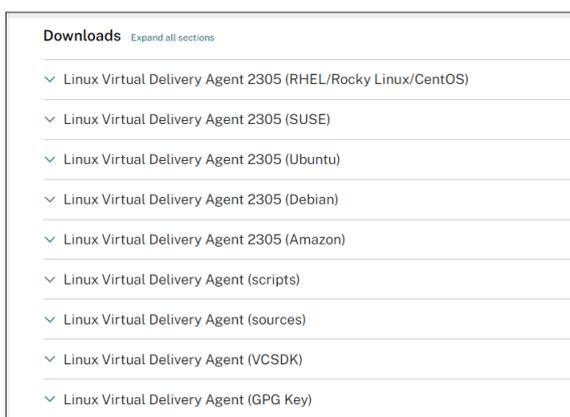 Downloads Expand all sections
Linux Virtual Delivery Agent 2305 (RHEL/Rocky Linux/CentOS)
Linux Virtual Delivery Agent 2305 (SUSE)
Linux Virtual Delivery Agent 2305 (Ubuntu)
Linux Virtual Delivery Agent 2305 (Debian)
Linux Virtual Delivery Agent 2305 (Amazon)
Linux Virtual Delivery Agent (scripts)
Linux Virtual Delivery Agent (sources)
Linux Virtual Delivery Agent (VCSDK)
Linux Virtual Delivery Agent (GPG Key)